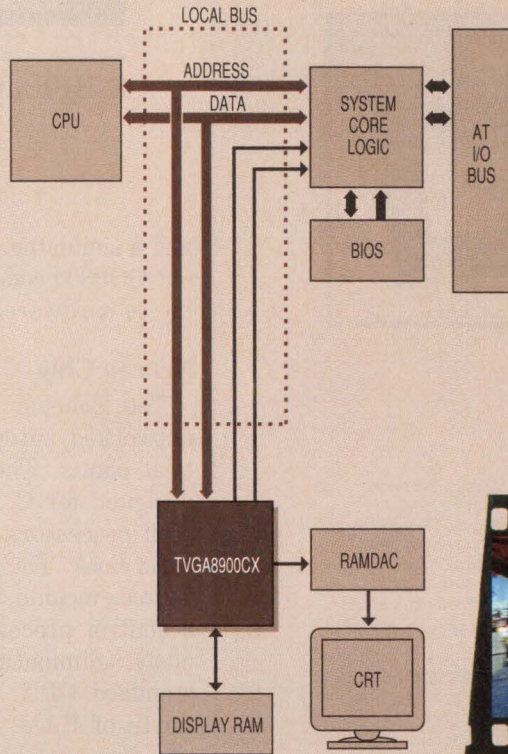 LOCAL BUS
ADDRESS
DATA
CPU
SYSTEM
CORE
LOGIC
AT
I/O
BUS
BIOS
TVGA8900CX
RAMDAC
CRT
DISPLAY RAM